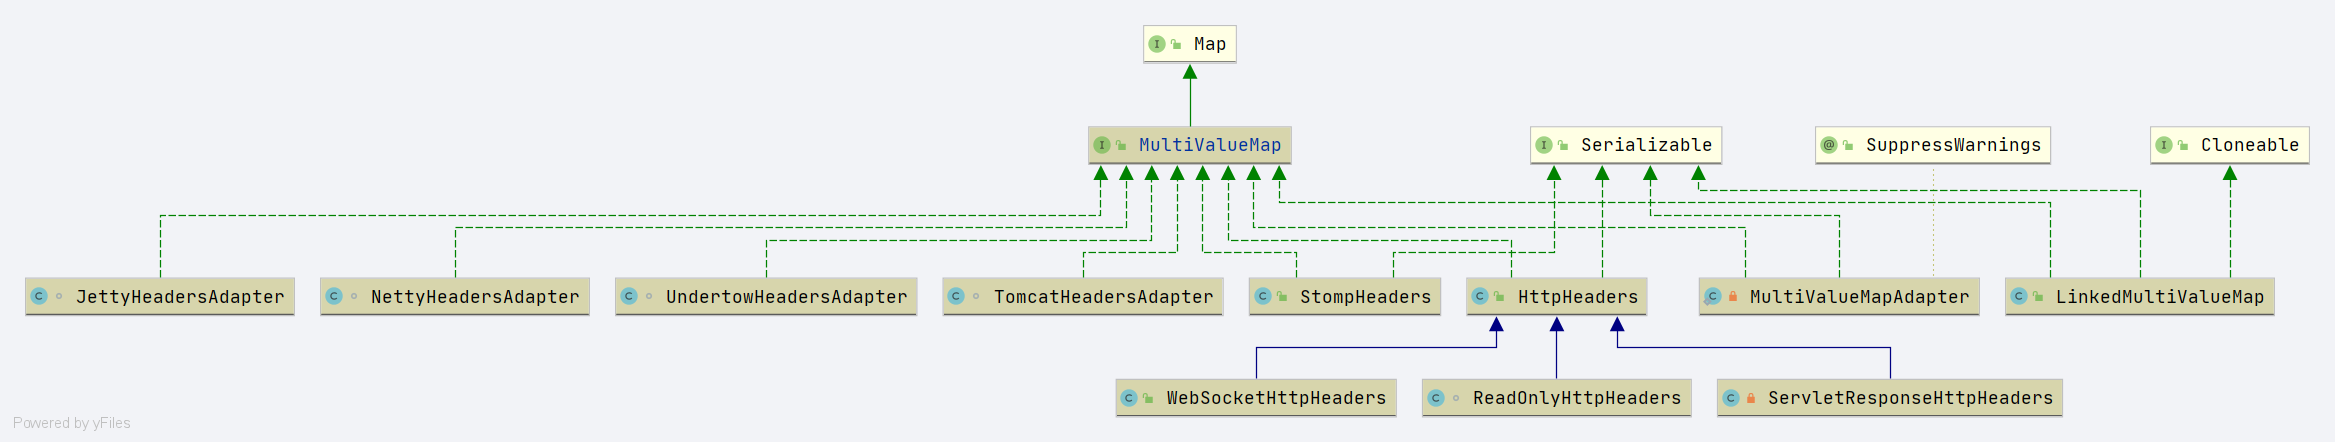 I Map
I MultiValueMap
I Serializable
@ SuppressWarnings
I Cloneable
C JettyHeadersAdapter
C NettyHeadersAdapter
C UndertowHeadersAdapter
C TomcatHeadersAdapter
C StompHeaders
C HttpHeaders
C MultiValueMapAdapter
C LinkedMultiValueMap
C WebSocketHttpHeaders
C ReadOnlyHttpHeaders
C ServletResponseHttpHeaders
Powered by yFiles